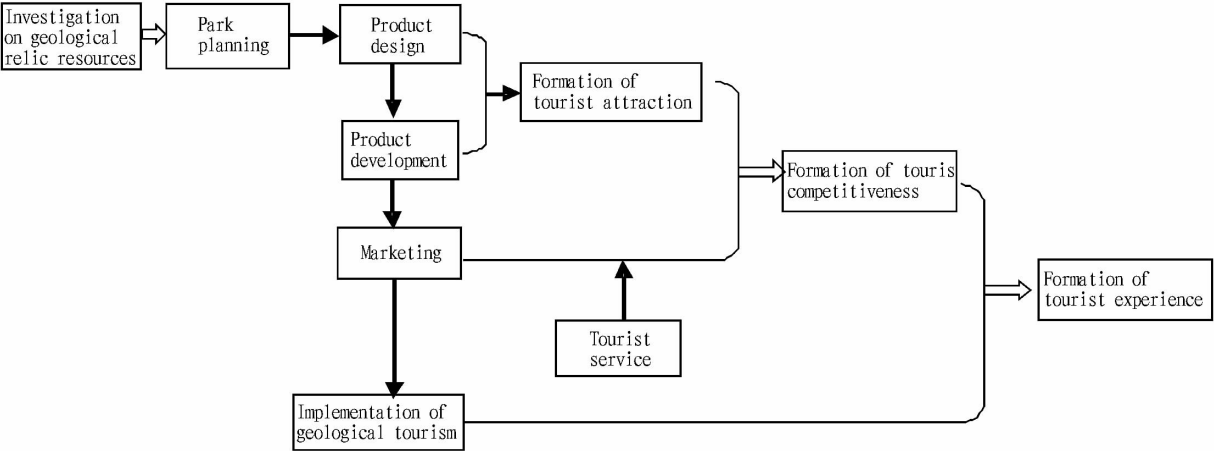 Investigation
on geological
relic resources
Park
planning
Product
design
Formation of
tourist attraction
Product
development
Formation of touris
competitiveness
Marketing
Formation of
tourist experience
Tourist
service
Implementation of
geological tourism